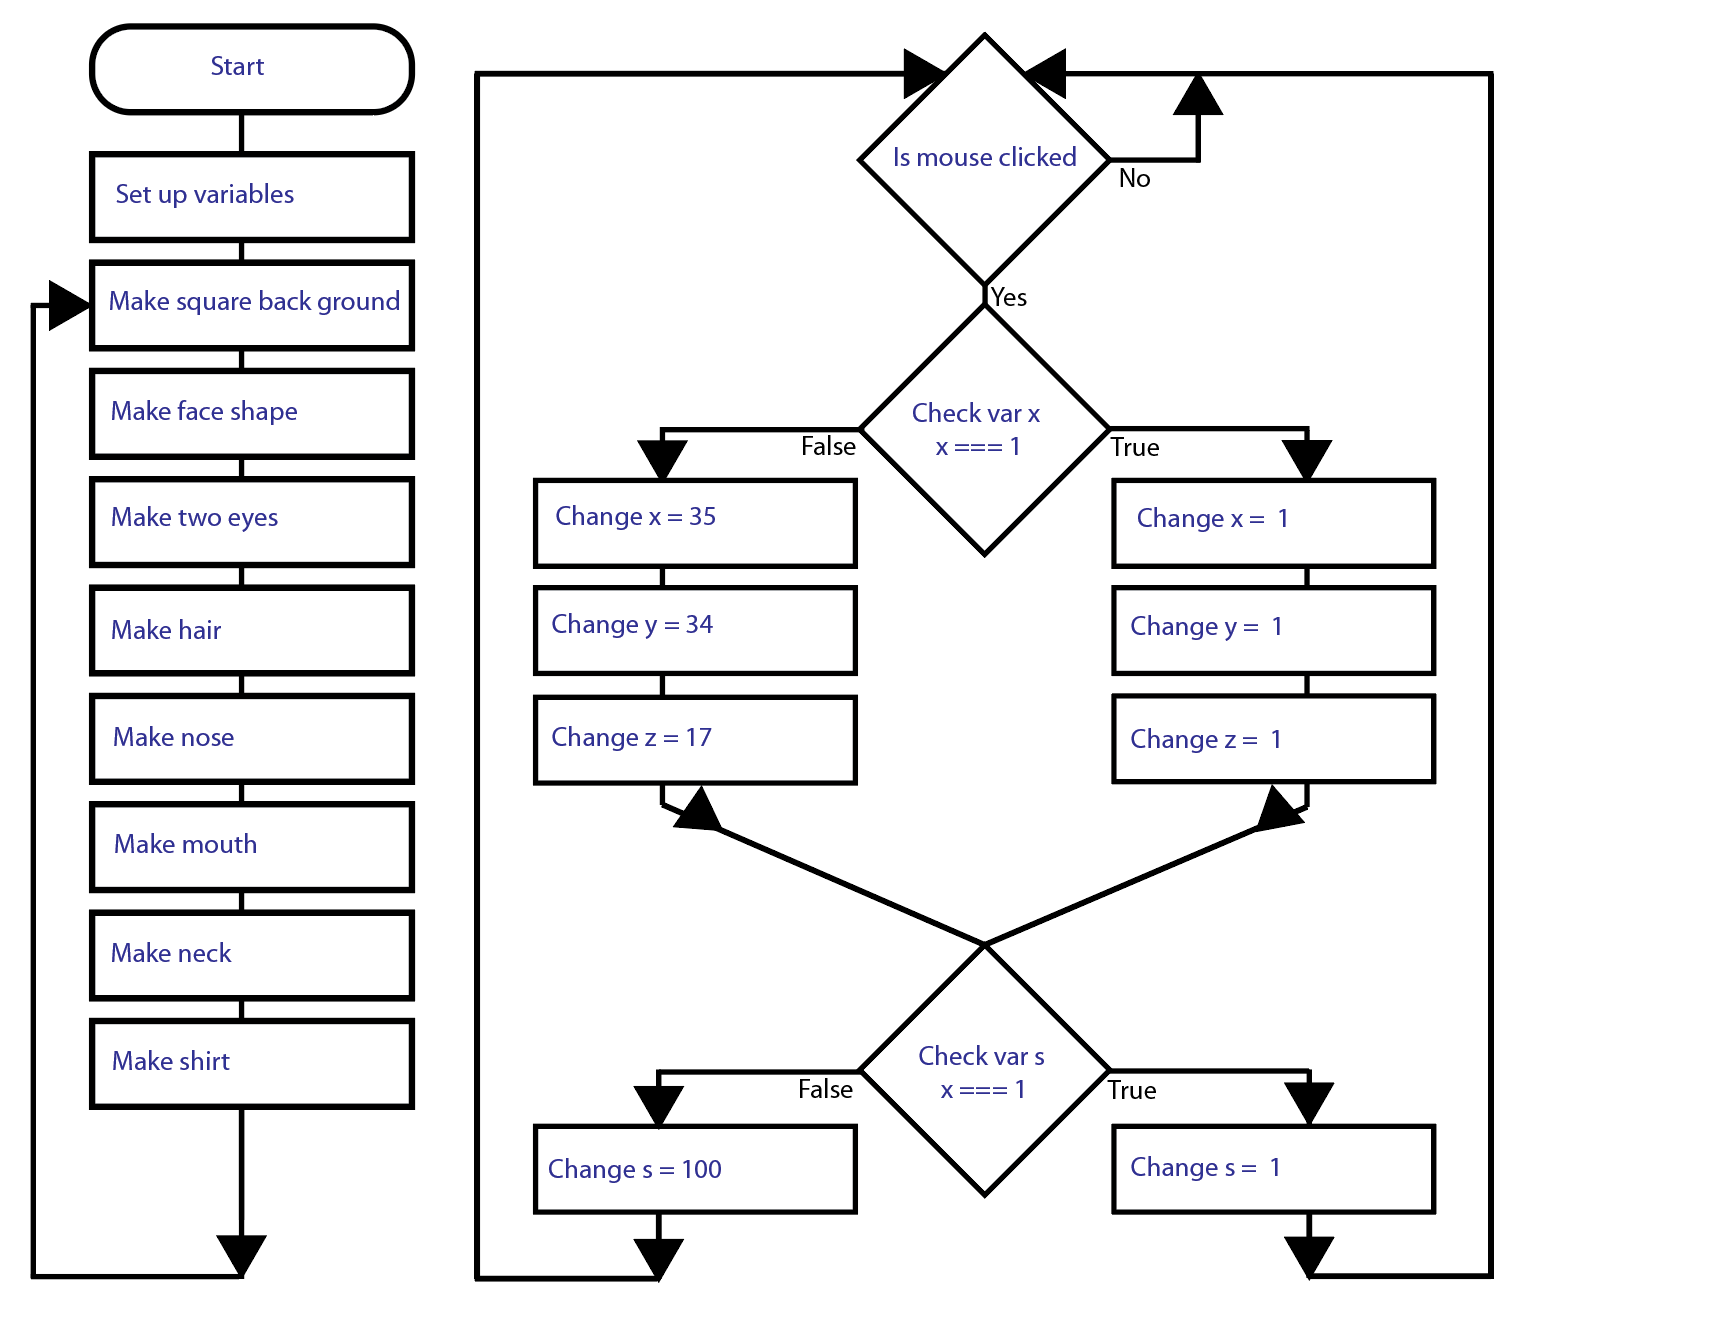 Start
Set up variables
Make square back ground
Make face shape
Make two eyes
Make hair
Make nose
Make mouth
Make neck
Make shirt
Is mouse clicked
No
Yes
Check var x
x === 1
False
True
Change x = 35
Change y = 34
Change z = 17
Change x =  1
Change y =  1
Change z =  1
Check var s
x === 1
False
True
Change s = 100
Change s =  1